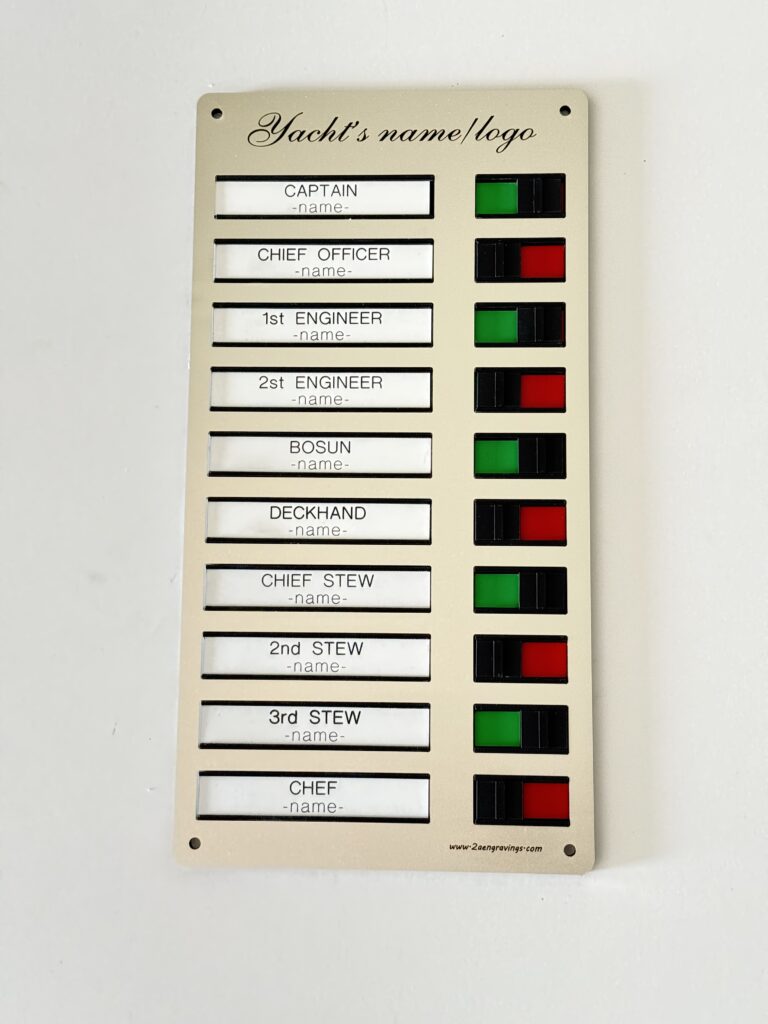 Yacht's name/logo
CAPTAIN
-name-
CHIEF OFFICER
-name-
1st ENGINEER
-name-
2st ENGINEER
-name-
BOSUN
-name-
DECKHAND
-name-
CHIEF STEW
-name-
2nd STEW
-name-
3rd STEW
-name-
CHEF
-name-
www.2aengravings.com